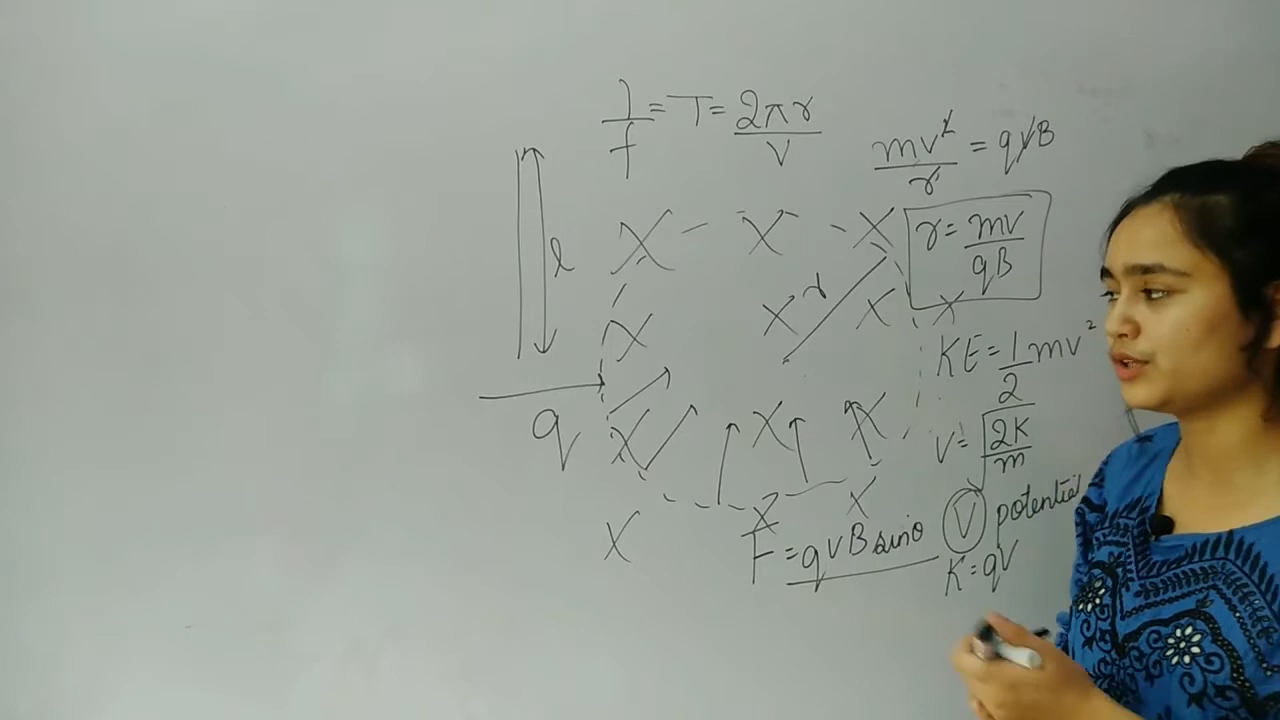 1/f = T = 2πr/v
mv²/r = qvB
r = mv/qB
l
r
q
KE = 1/2 mv²
v = √2K/m
V potential
F = qvB sinθ
K = qV